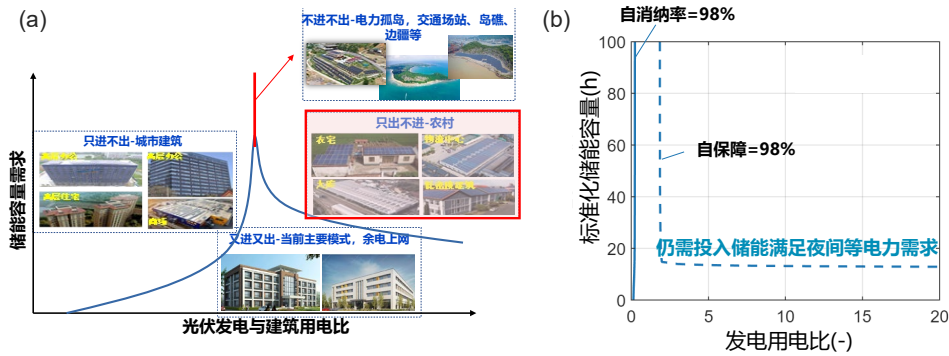 (a)
不进不出-电力孤岛，交通场站、岛礁、
边疆等
只进不出-城市建筑
高层办公
高层住宅
商场
只出不进-农村
农宅
又进又出-当前主要模式，余电上网
储能容量需求
光伏发电与建筑用电比
(b)
自消纳率=98%
自保障=98%
仍需投入储能满足夜间等电力需求
标准化储能容量(h)
100
80
60
40
20
0
0
5
10
15
20
发电用电比(-)